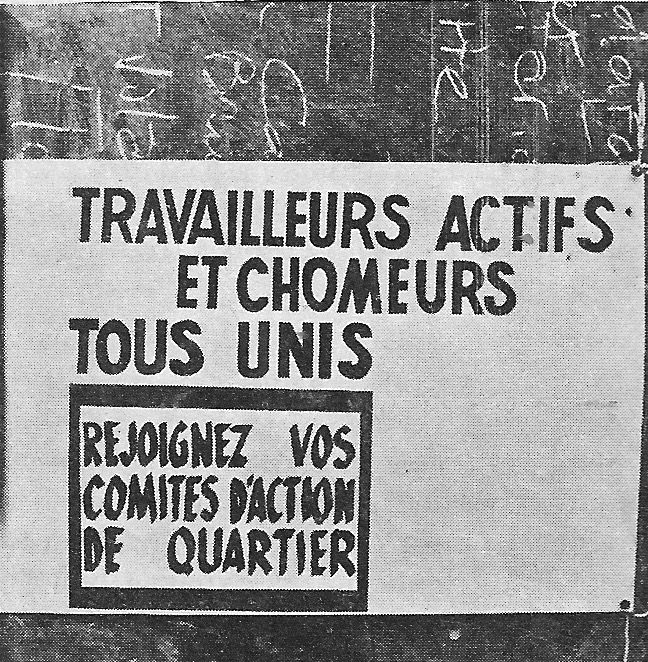 TRAVAILLEURS ACTIFS
ET CHOMEURS
TOUS UNIS
REJOIGNEZ VOS
COMITES D'ACTION
DE QUARTIER